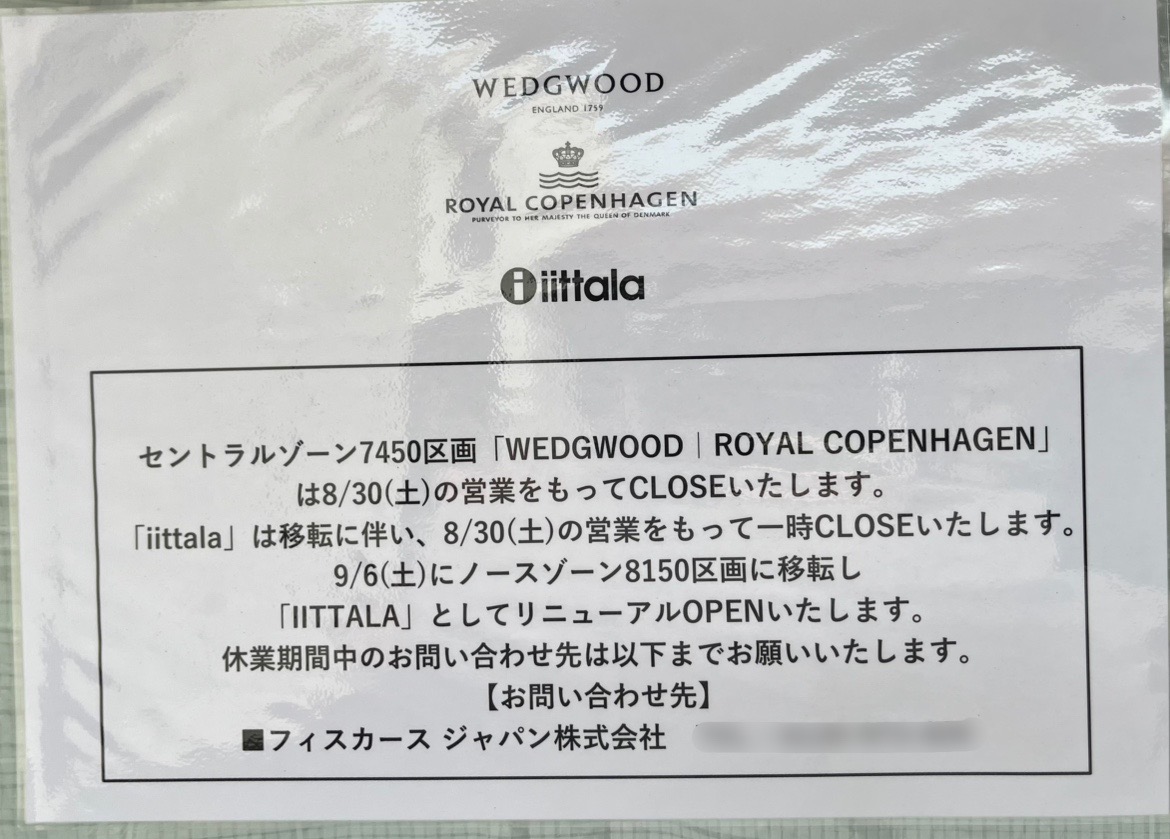 WEDGWOOD
ENGLAND 1759
ROYAL COPENHAGEN
PURVEYOR TO HER MAJESTY THE QUEEN OF DENMARK
iittala
セントラルゾーン7450区画「WEDGWOOD｜ROYAL COPENHAGEN」
は8/30(土)の営業をもってCLOSEいたします。
「iittala」は移転に伴い、8/30(土)の営業をもって一時CLOSEいたします。
9/6(土)にノースゾーン8150区画に移転し
「IITTALA」としてリニューアルOPENいたします。
休業期間中のお問い合わせ先は以下までお願いいたします。
【お問い合わせ先】
■フィスカース ジャパン株式会社